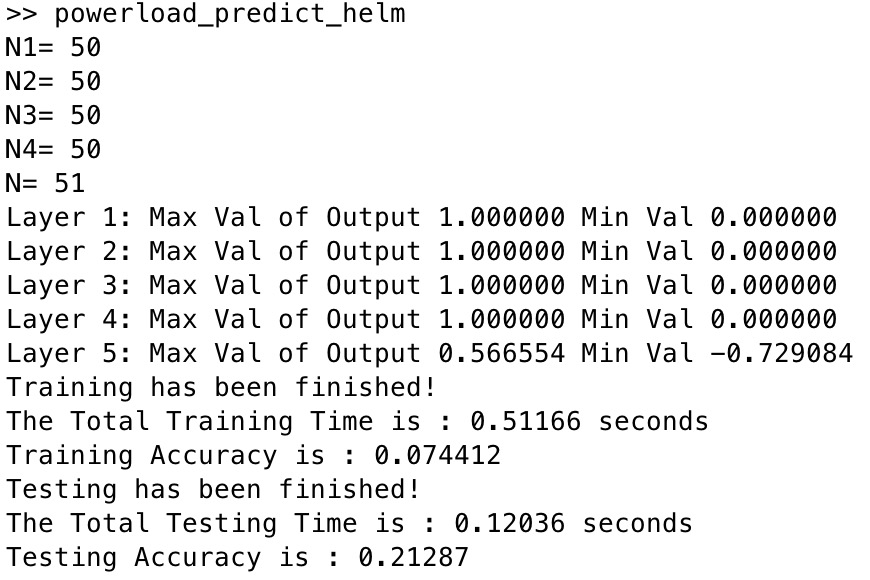 >> powerload_predict_helm
N1= 50
N2= 50
N3= 50
N4= 50
N= 51
Layer 1: Max Val of Output 1.000000 Min Val 0.000000
Layer 2: Max Val of Output 1.000000 Min Val 0.000000
Layer 3: Max Val of Output 1.000000 Min Val 0.000000
Layer 4: Max Val of Output 1.000000 Min Val 0.000000
Layer 5: Max Val of Output 0.566554 Min Val -0.729084
Training has been finished!
The Total Training Time is : 0.51166 seconds
Training Accuracy is : 0.074412
Testing has been finished!
The Total Testing Time is : 0.12036 seconds
Testing Accuracy is : 0.21287